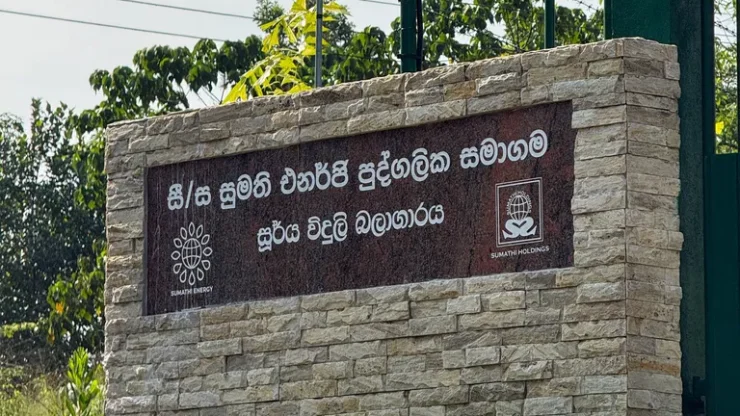 සී/ස සුමති එනර්ජි පුද්ගලික සමාගම
සූර්ය විදුලි බලාගාරය
SUMATHI ENERGY
SUMATHI HOLDINGS